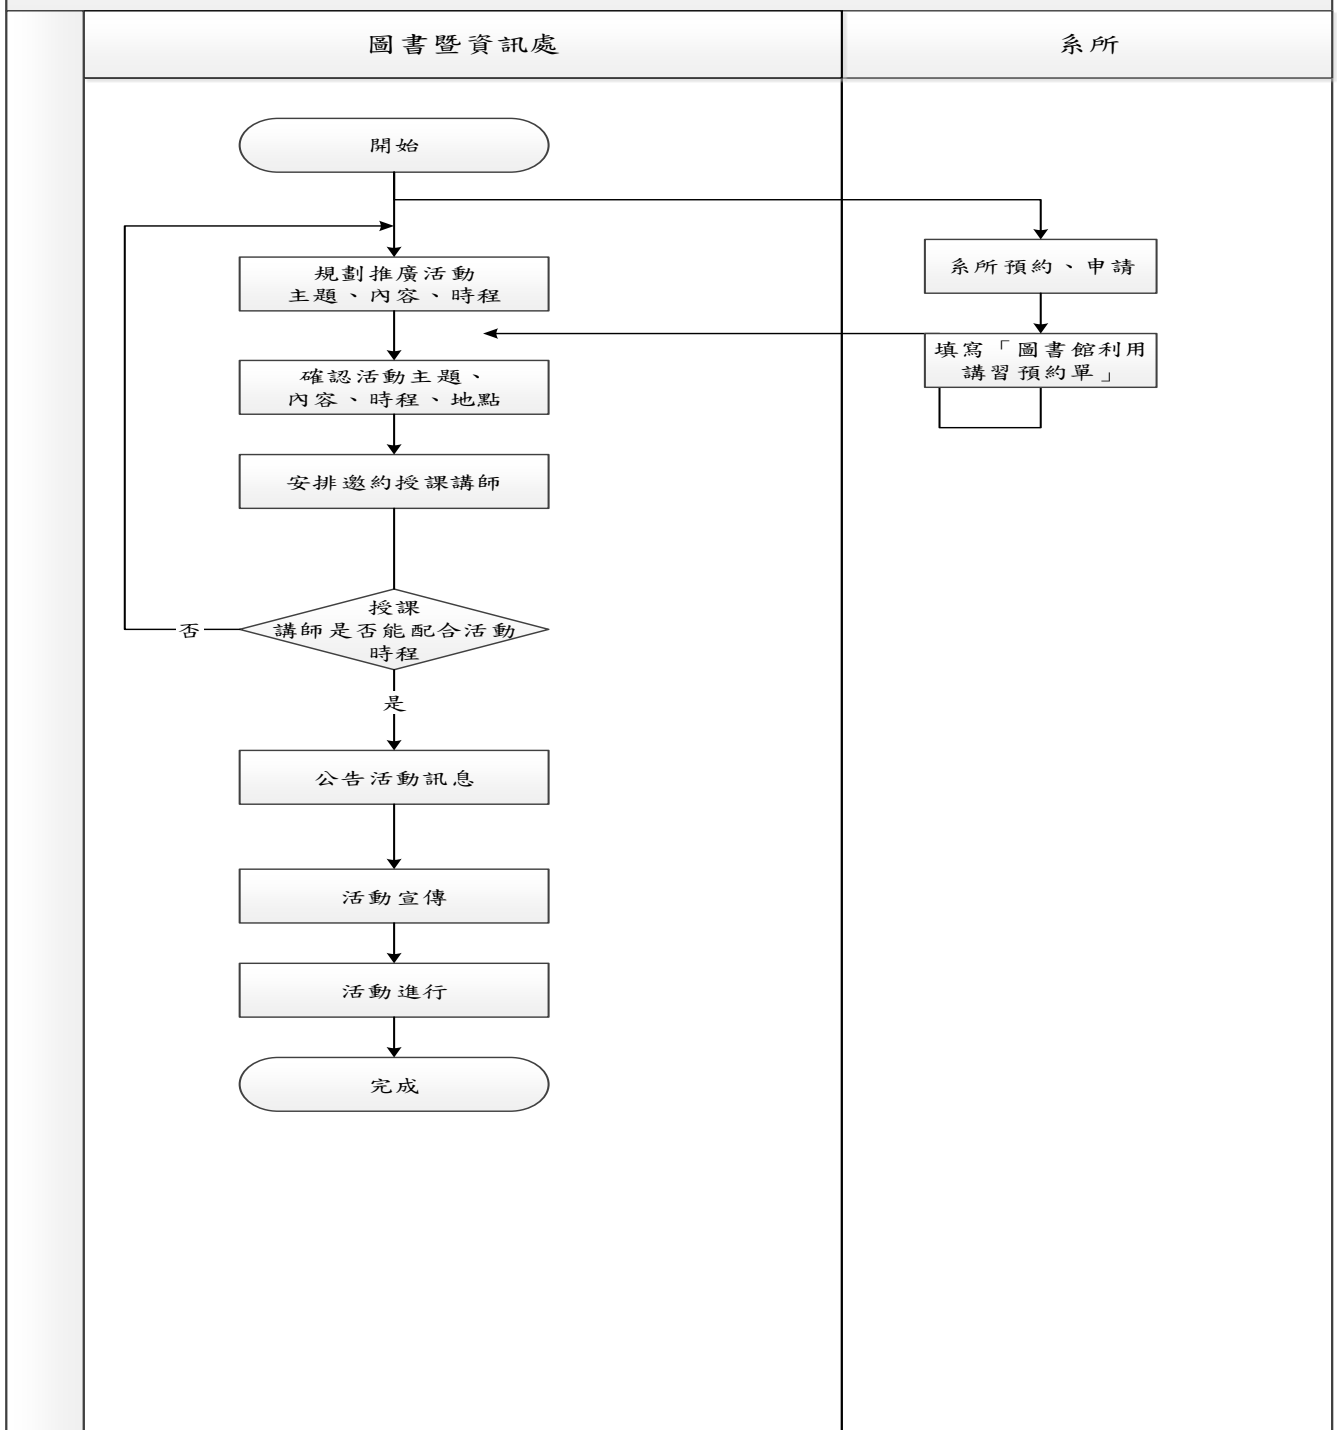 圖書暨資訊處
系所
開始
規劃推廣活動
主題、內容、時程
系所預約、申請
填寫「圖書館利用
講習預約單」
確認活動主題、
內容、時程、地點
安排邀約授課講師
授課
講師是否能配合活動
時程
否
是
公告活動訊息
活動宣傳
活動進行
完成